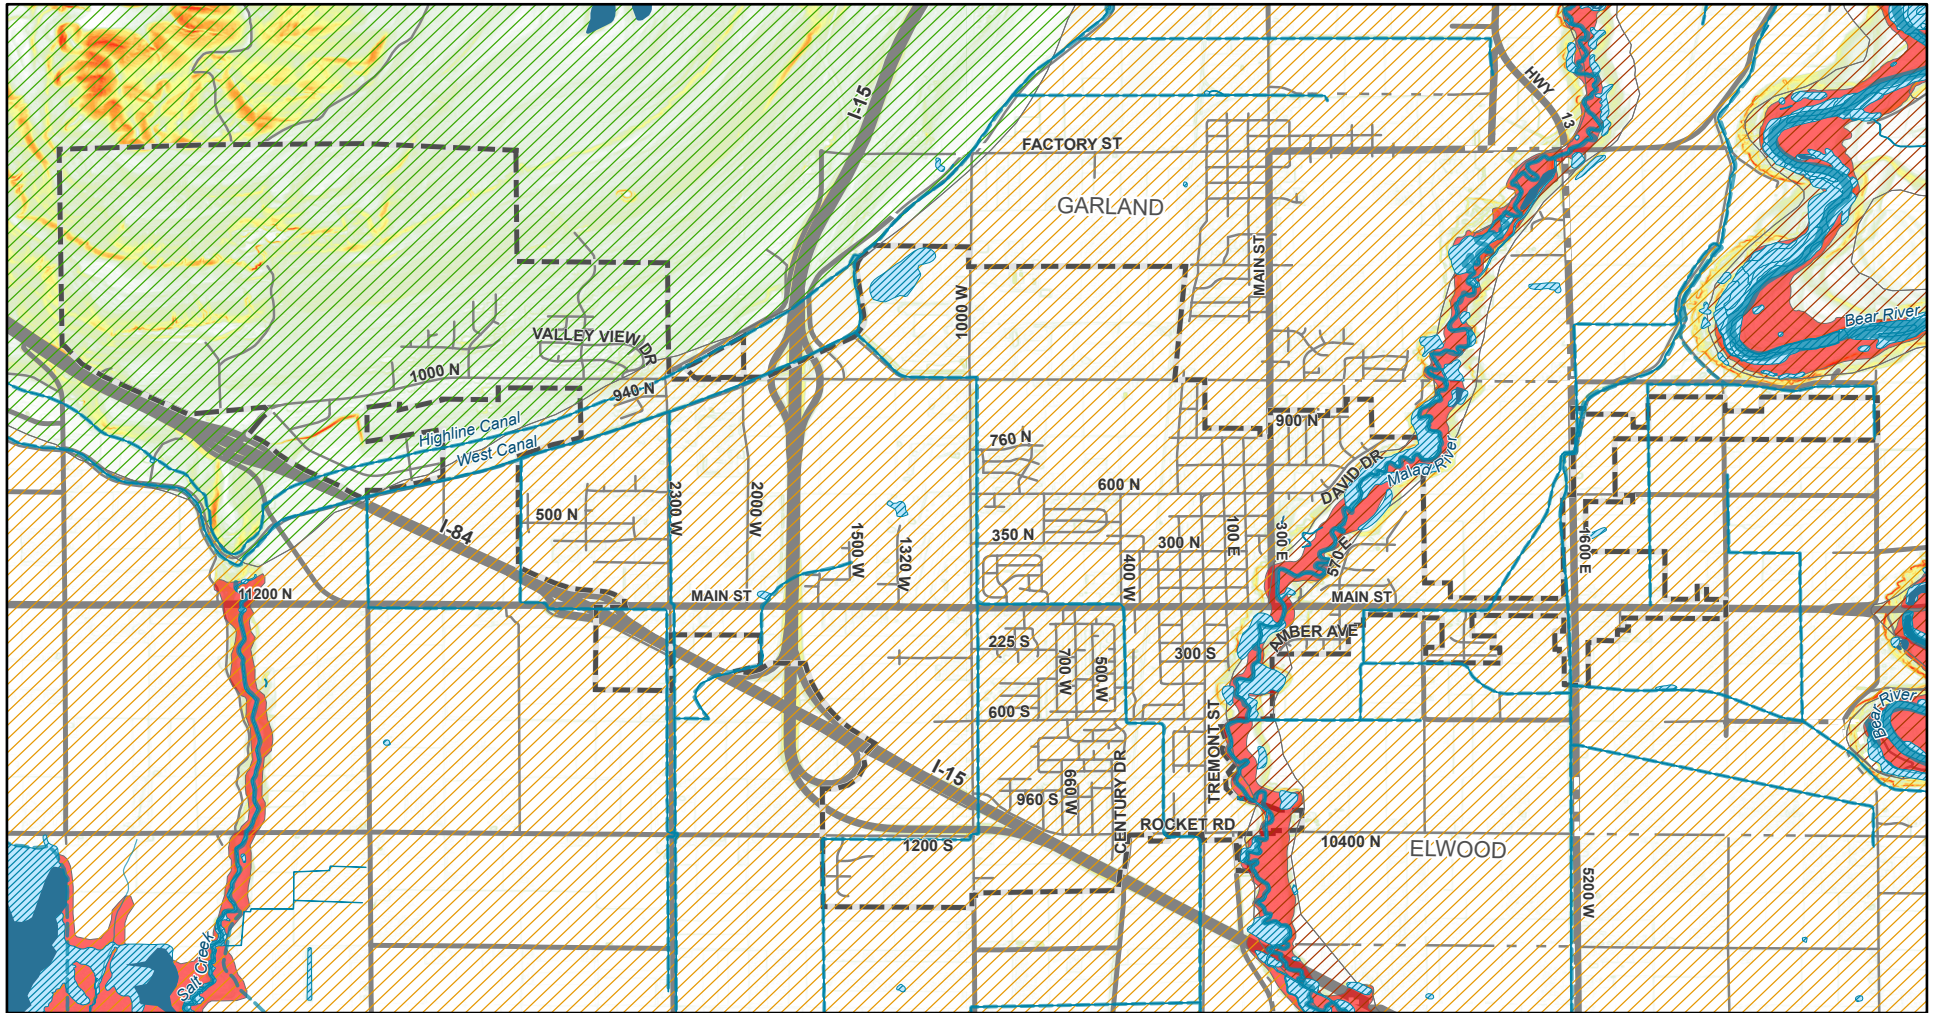 I-15
HWY
13
FACTORY ST
GARLAND
MAIN ST
1000 W
Bear River
VALLEY VIEW DR
1000 N
940 N
Highline Canal
West Canal
760 N
900 N
DAVID DR
Malad River
600 N
2300 W
2000 W
500 N
I-84
1500 W
1320 W
350 N
300 N
100 E
300 E
570 E
1600 E
400 W
11200 N
MAIN ST
MAIN ST
AMBER AVE
225 S
700 W
500 W
300 S
600 S
TREMONT ST
Bear River
I-15
CENTURY DR
660 W
960 S
ROCKET RD
1200 S
10400 N
ELWOOD
5200 W
Salt Creek